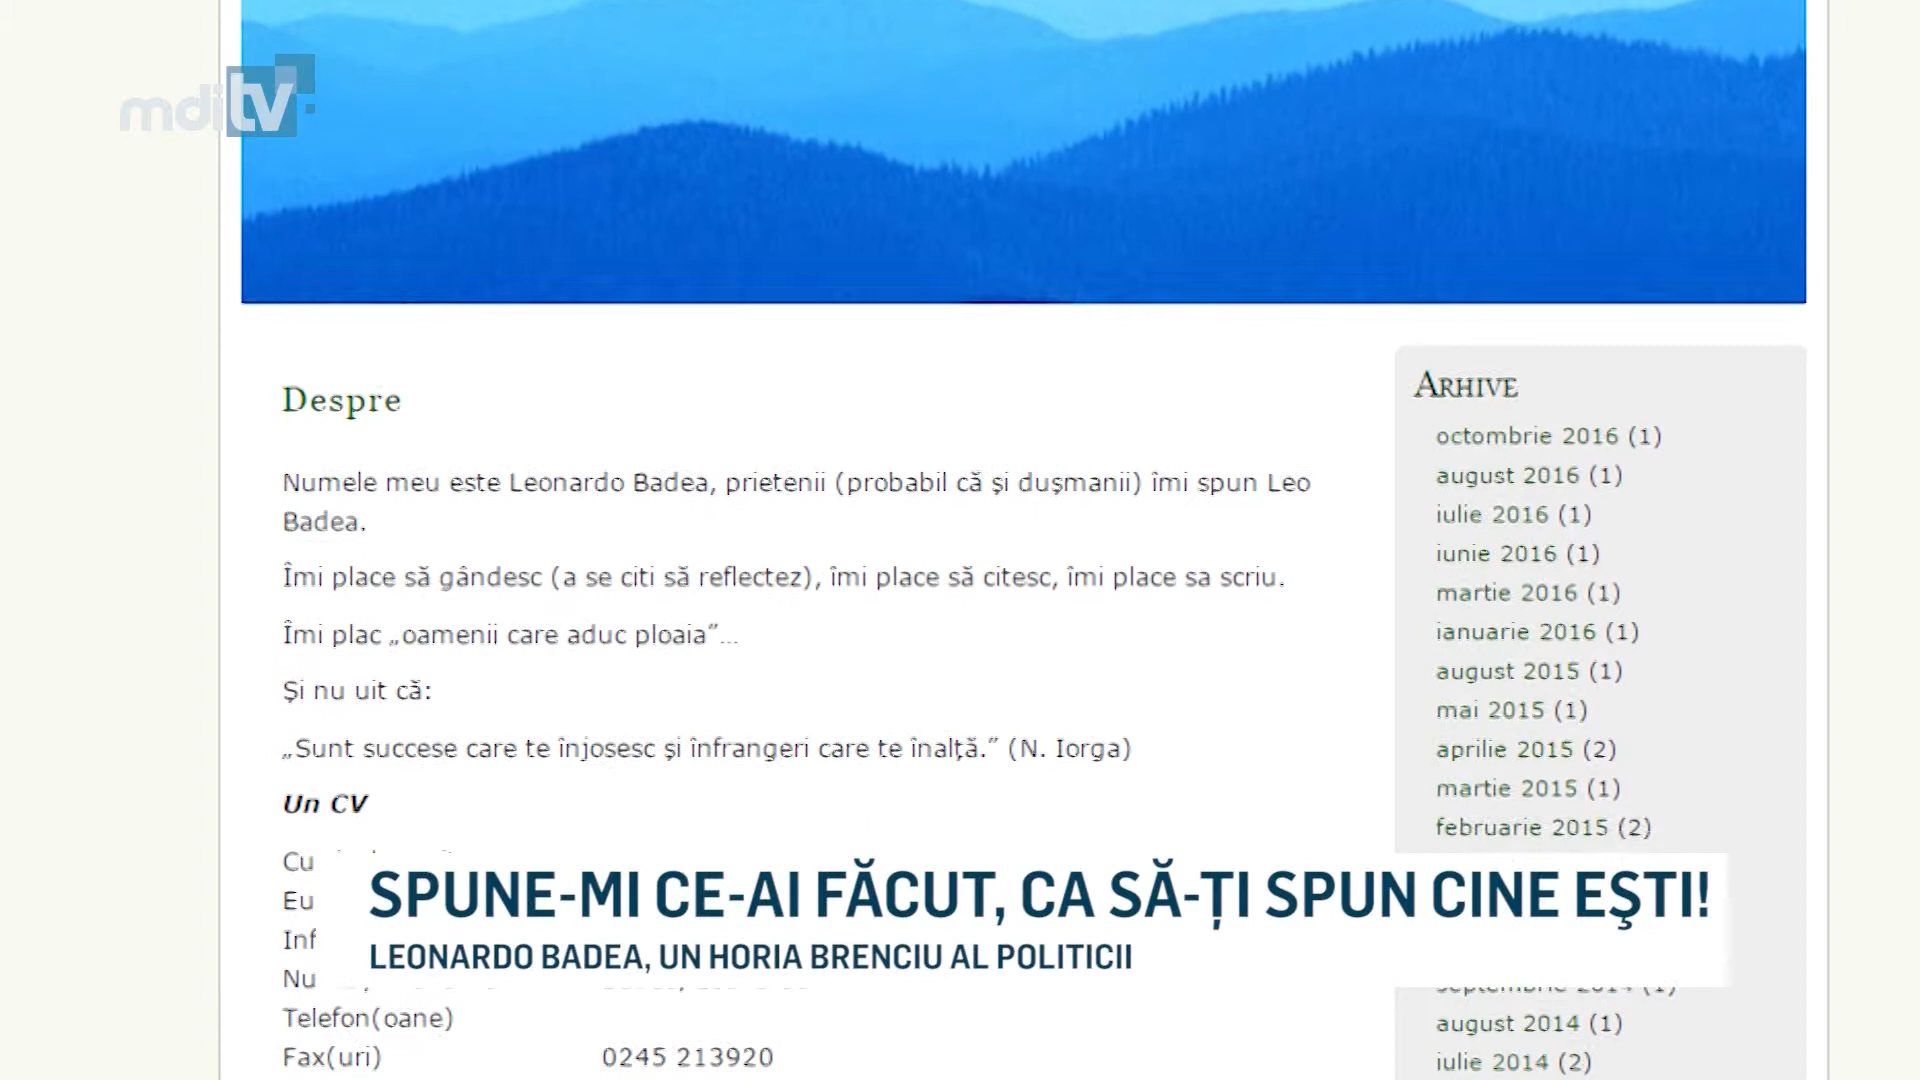 mditv
Despre
Numele meu este Leonardo Badea, prietenii (probabil că și dușmanii) îmi spun Leo
Badea.
Îmi place să gândesc (a se citi să reflectez), îmi place să citesc, îmi place sa scriu.
Îmi plac „oamenii care aduc ploaia”...
Și nu uit că:
„Sunt succese care te înjosesc și înfrangeri care te înalță.” (N. Iorga)
Un CV
Cu
Eu
Inf
Nu
Telefon(oane)
Fax(uri) 0245 213920
ARHIVE
octombrie 2016 (1)
august 2016 (1)
iulie 2016 (1)
iunie 2016 (1)
martie 2016 (1)
ianuarie 2016 (1)
august 2015 (1)
mai 2015 (1)
aprilie 2015 (2)
martie 2015 (1)
februarie 2015 (2)
septembrie 2014 (1)
august 2014 (1)
iulie 2014 (2)
SPUNE-MI CE-AI FĂCUT, CA SĂ-ȚI SPUN CINE EŞTI!
LEONARDO BADEA, UN HORIA BRENCIU AL POLITICII